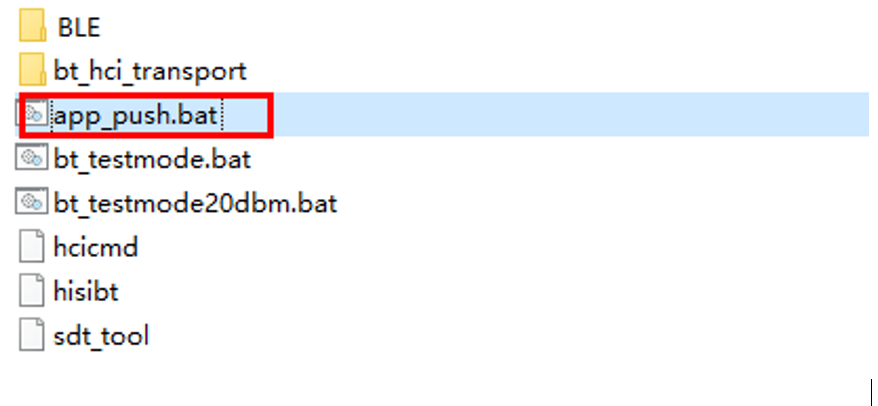 BLE
bt_hci_transport
app_push.bat
bt_testmode.bat
bt_testmode20dbm.bat
hcicmd
hisibt
sdt_tool